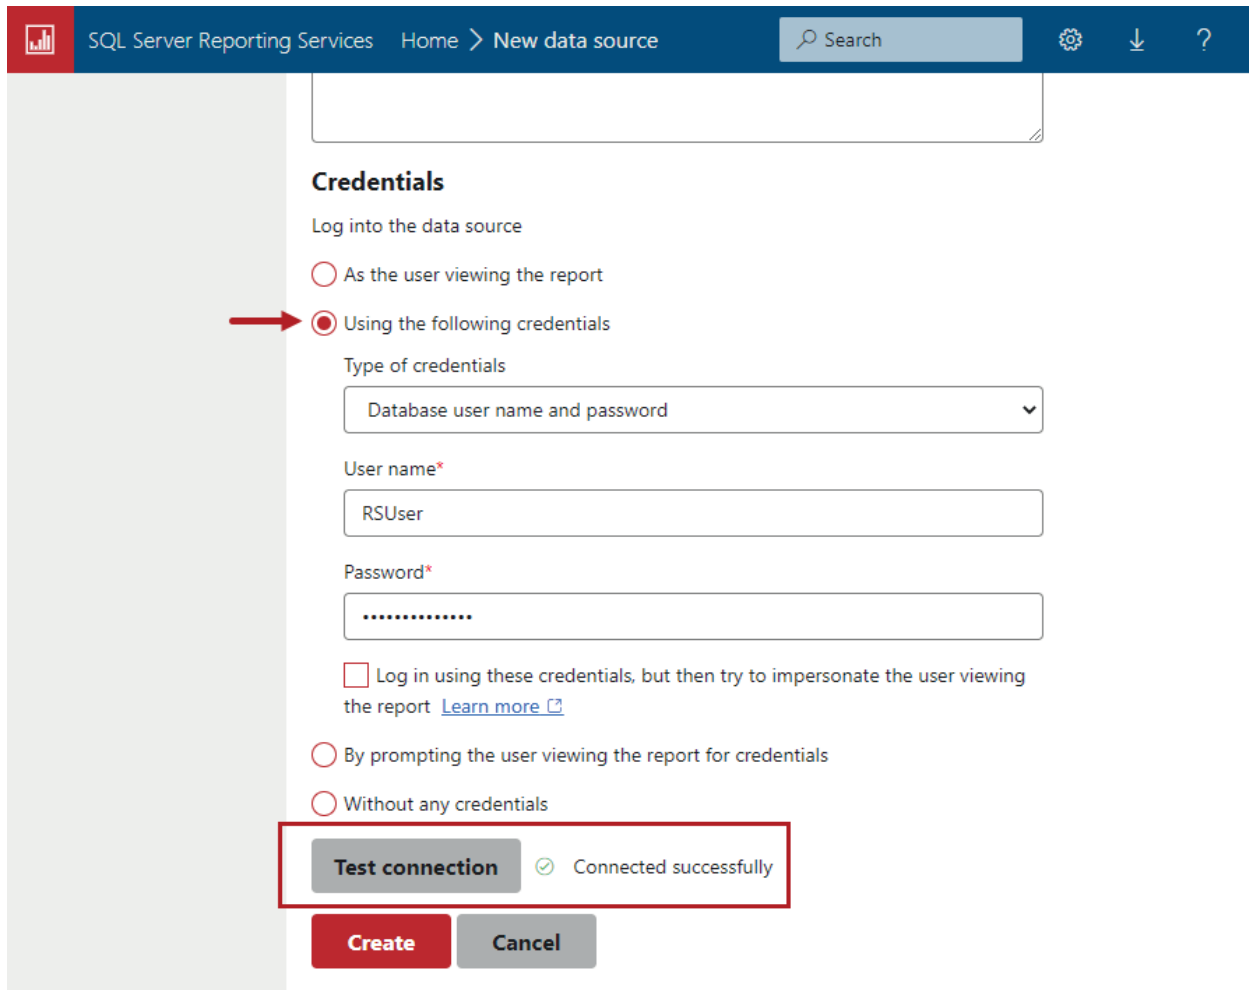 SQL Server Reporting Services Home > New data source Search ?
Credentials
Log into the data source
As the user viewing the report
Using the following credentials
Type of credentials
Database user name and password
User name*
RSUser
Password*
••••••••••••••
Log in using these credentials, but then try to impersonate the user viewing
the report Learn more
By prompting the user viewing the report for credentials
Without any credentials
Test connection Connected successfully
Create Cancel